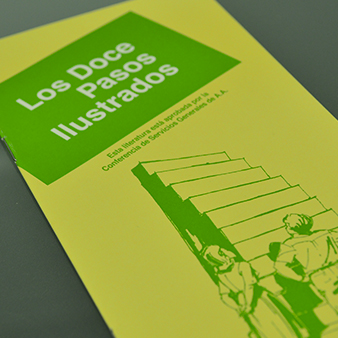 Los Doce
Pasos
Ilustrados
Esta literatura está aprobada por la
Conferencia de Servicios Generales de A.A.